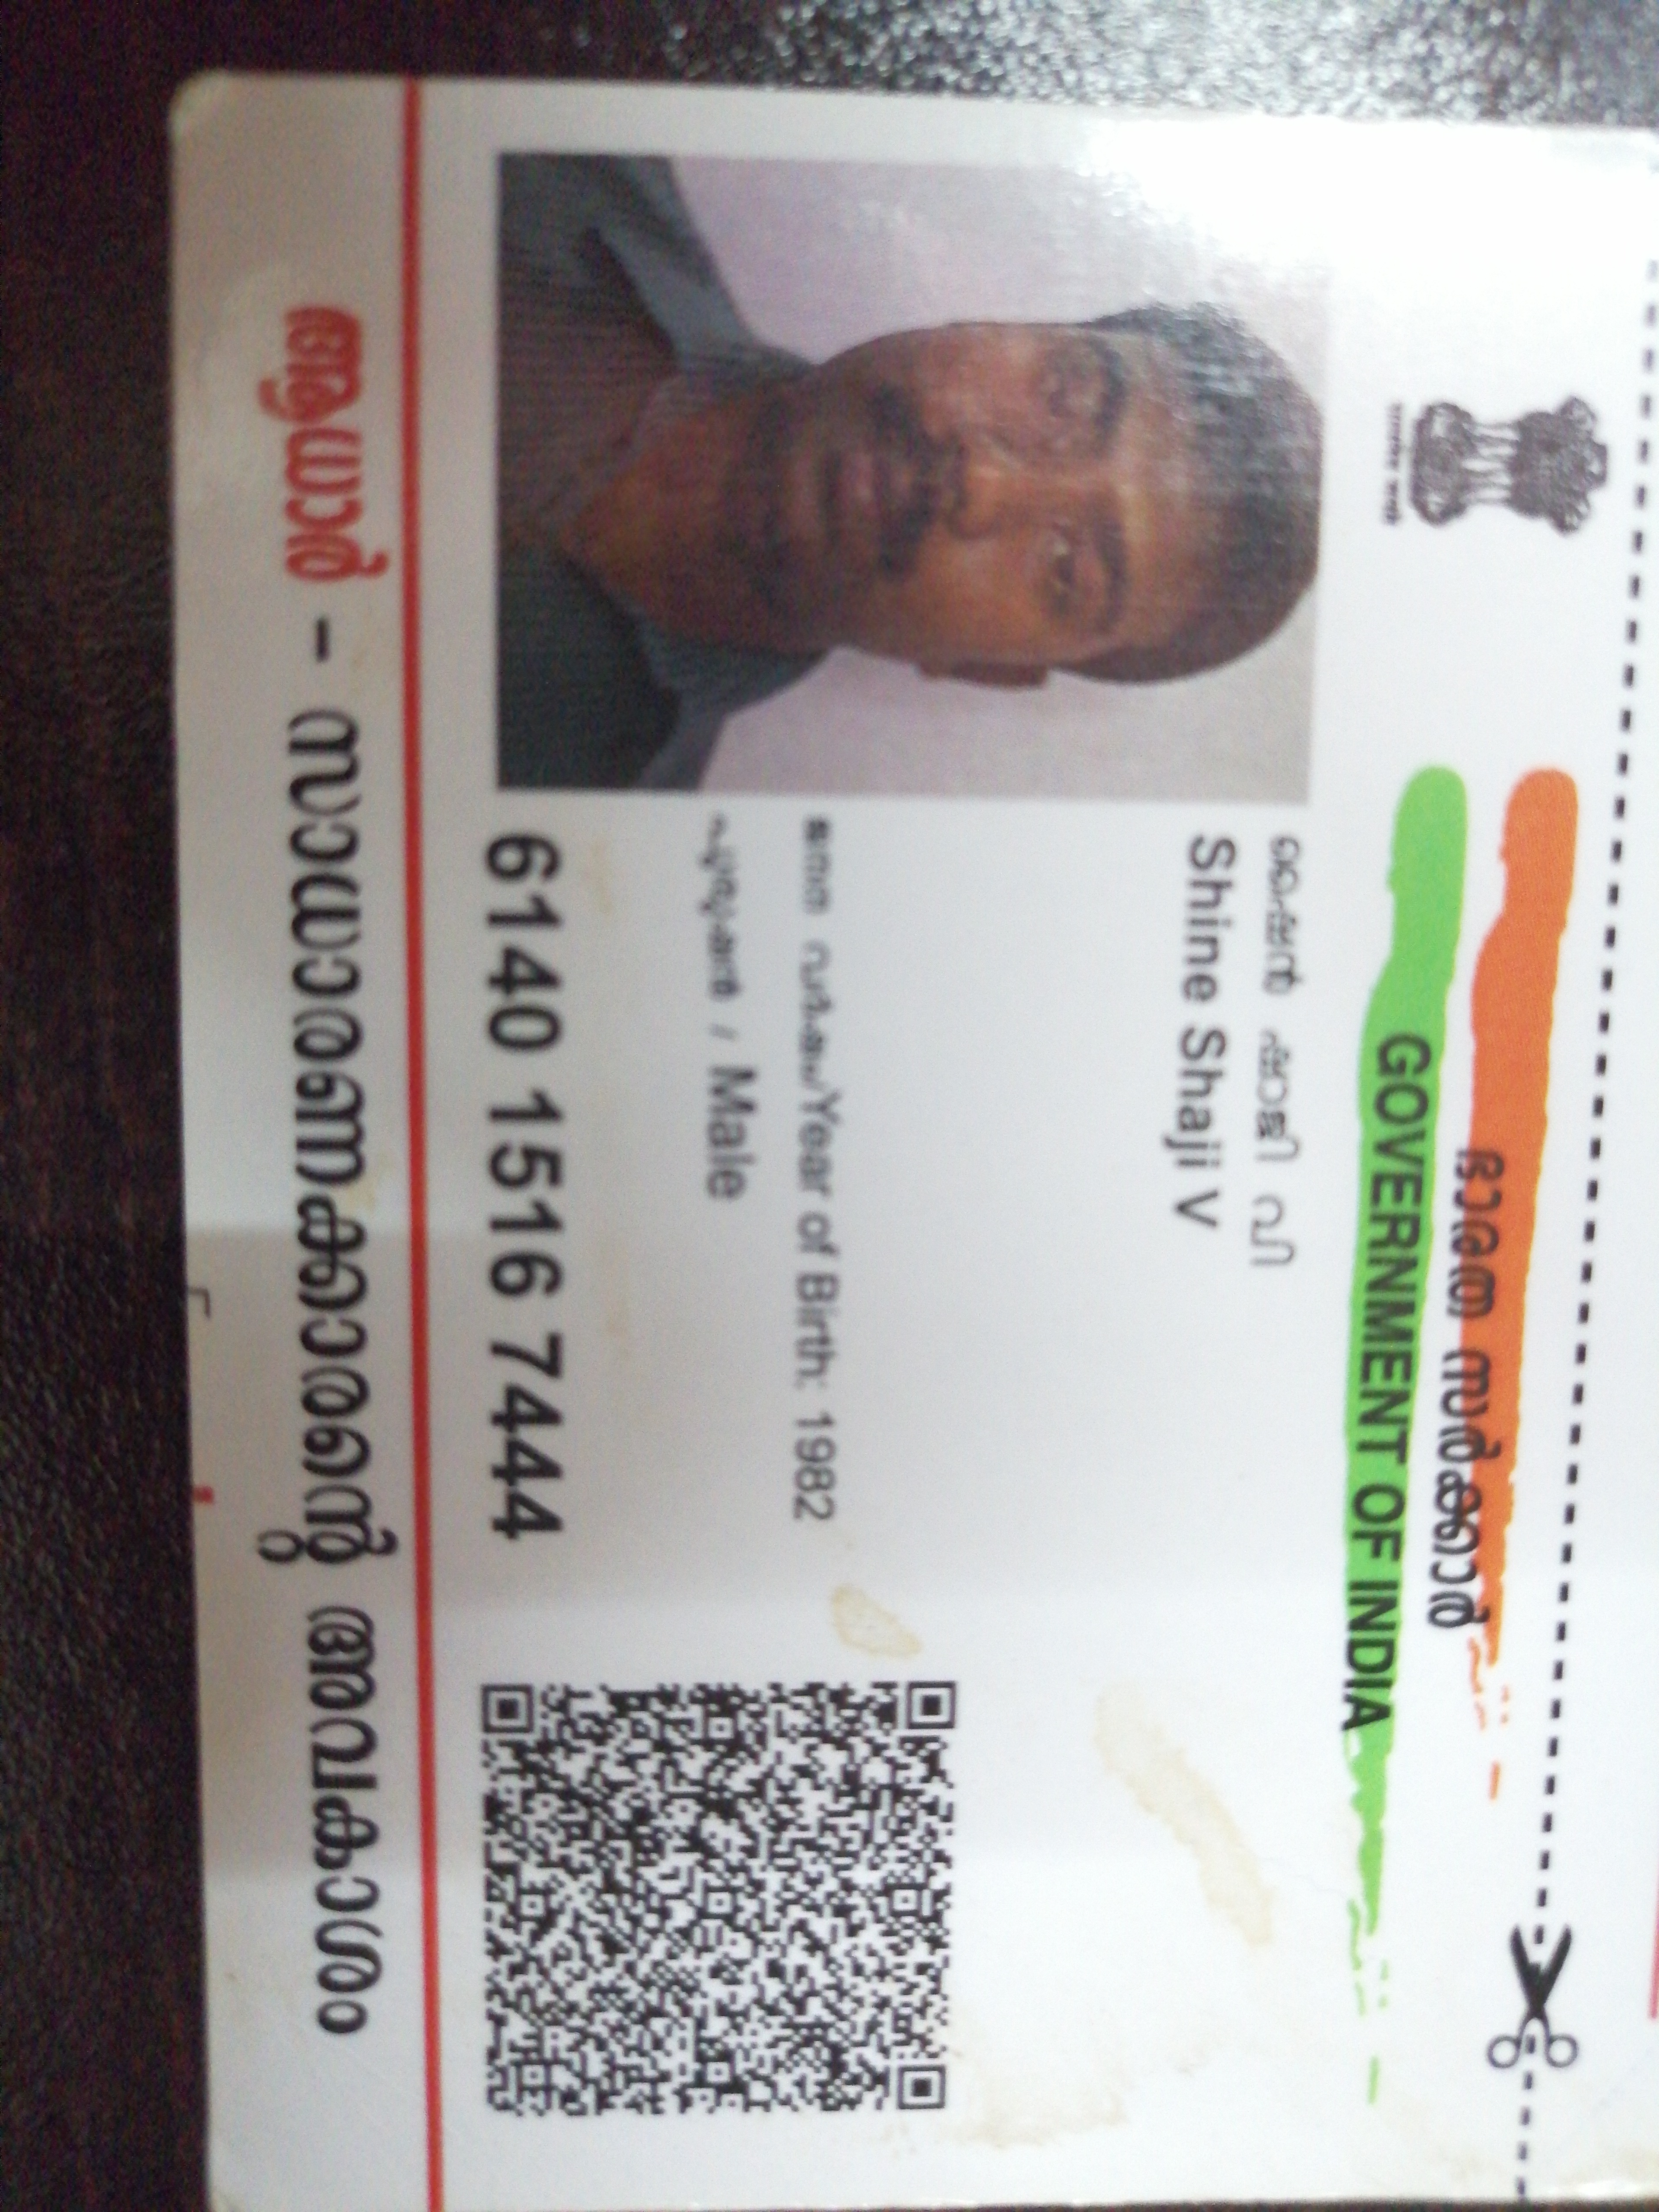 ഭാരത സർക്കാർ
GOVERNMENT OF INDIA
ഷൈൻ ഷാജി വി
Shine Shaji V
ജനന വർഷം/Year of Birth: 1982
പുരുഷൻ / Male
6140 1516 7444
ആധാർ - സാധാരണക്കാരന്റെ അവകാശം